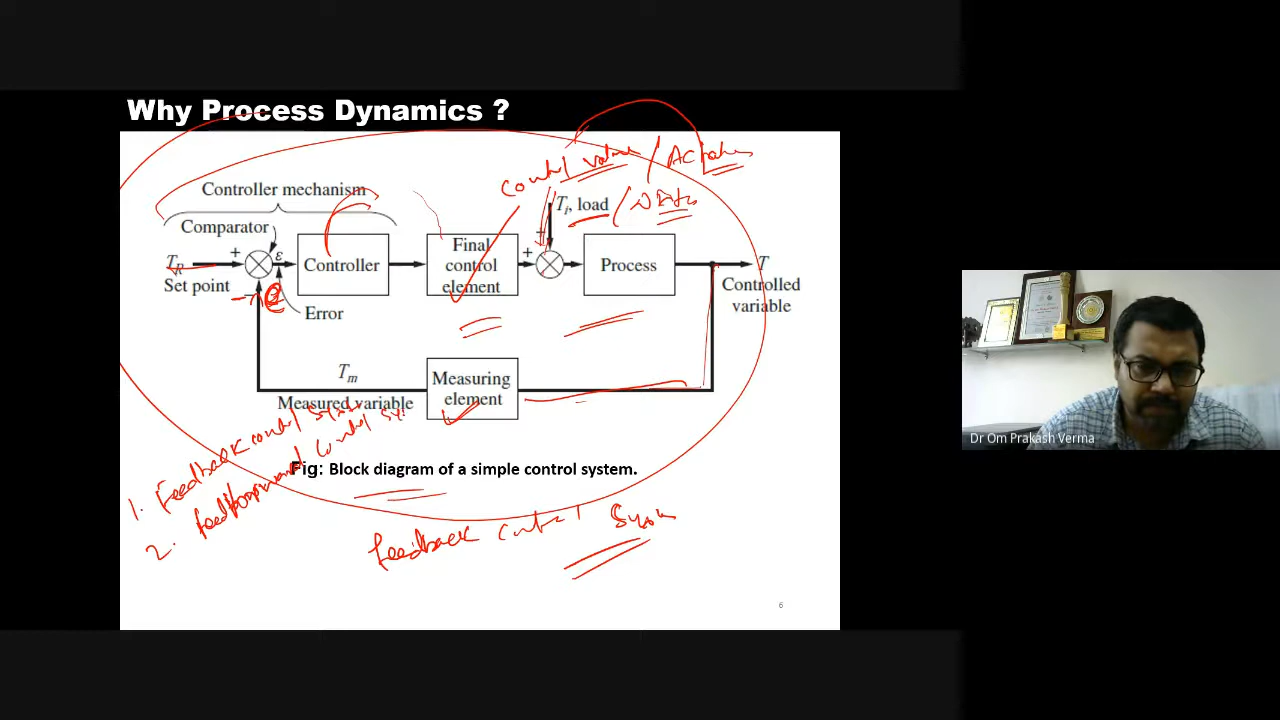 Why Process Dynamics ?
Control valve / Actuator
Controller mechanism
Ti, load /
Comparator
+
+
ε
Final control element
+
Controller
Process
TR
T
Set point
-ve
Controlled variable
Error
Tm
Measuring element
Measured variable
1. Feedback control System
2. feedforward Control Sys
Fig: Block diagram of a simple control system.
feedback control System
6
Dr Om Prakash Verma